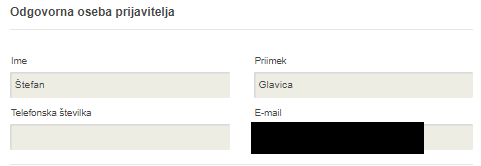 Odgovorna oseba prijavitelja
Ime Priimek
Štefan Glavica
Telefonska številka E-mail